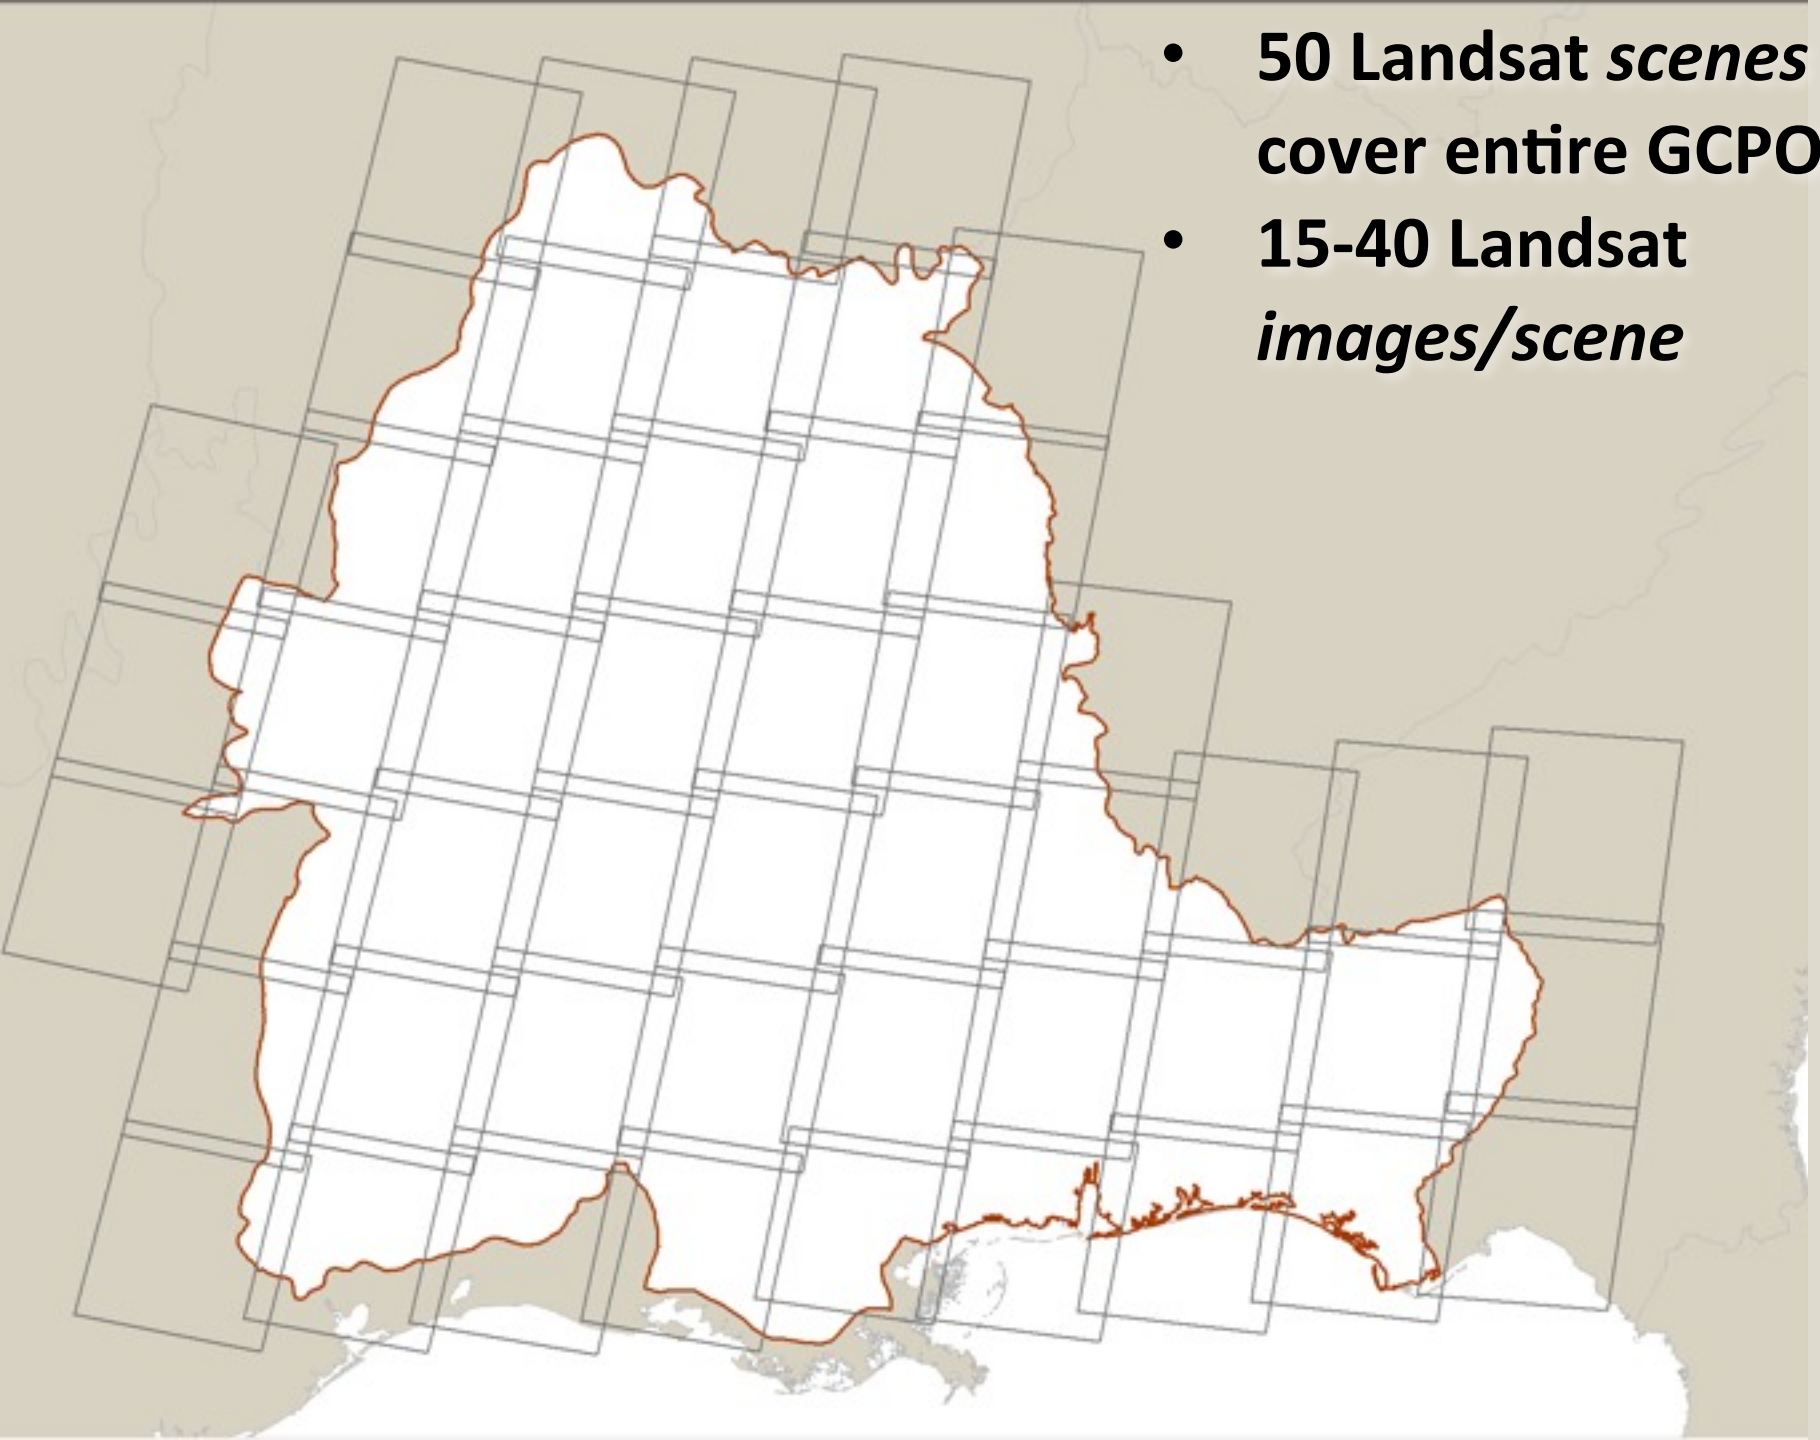 • 50 Landsat scenes
cover entire GCPO
• 15-40 Landsat
images/scene